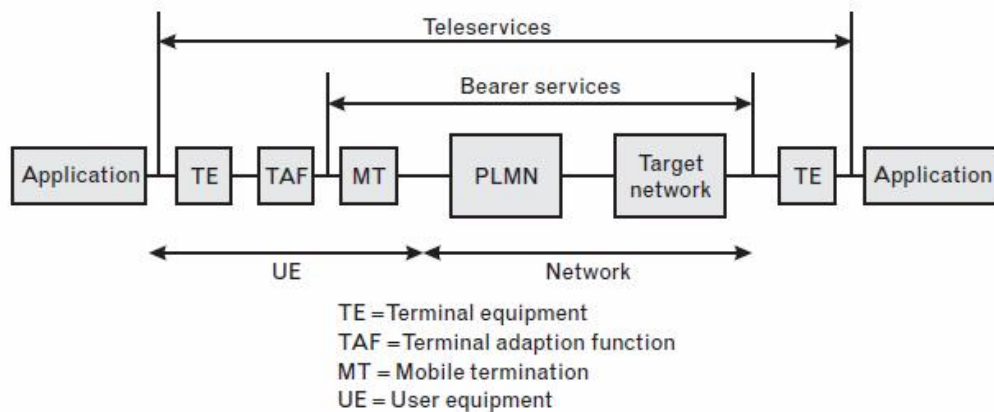 Teleservices
Bearer services
Application
TE
TAF
MT
PLMN
Target
network
TE
Application
UE
Network
TE =Terminal equipment
TAF =Terminal adaption function
MT = Mobile termination
UE = User equipment